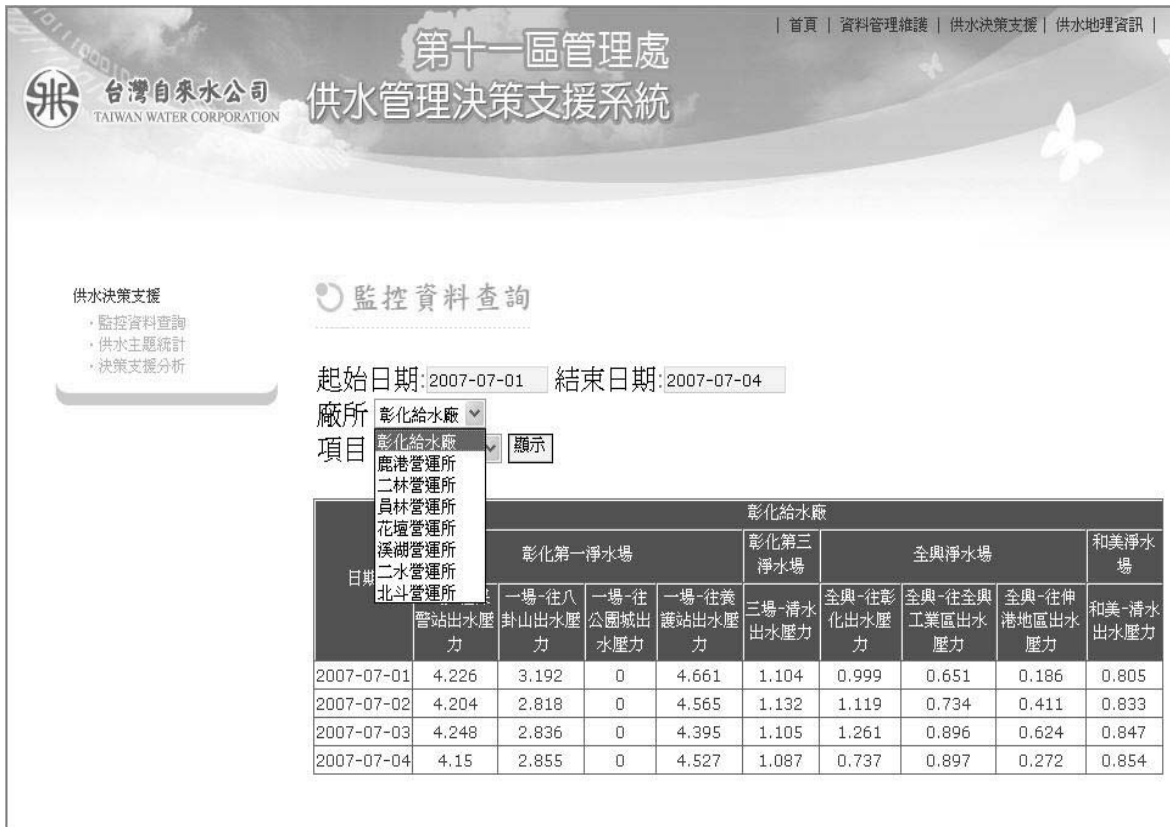 | 首頁 | 資料管理維護 | 供水決策支援 | 供水地理資訊 |
第十一區管理處
供水管理決策支援系統
台灣自來水公司
TAIWAN WATER CORPORATION
供水決策支援
・監控資料查詢
・供水主題統計
・決策支援分析
監控資料查詢
起始日期:2007-07-01 結束日期:2007-07-04
廠所 彰化給水廠
項目 顯示
彰化給水廠
鹿港營運所
二林營運所
員林營運所
花壇營運所
溪湖營運所
二水營運所
北斗營運所
彰化給水廠
日期
彰化第一淨水場
彰化第三淨水場
全興淨水場
和美淨水場
警站出水壓力
一場-往八卦山出水壓力
一場-往公園城出水壓力
一場-往養護站出水壓力
三場-清水出水壓力
全興-往彰化出水壓力
全興-往全興工業區出水壓力
全興-往伸港地區出水壓力
和美-清水出水壓力
2007-07-01 4.226 3.192 0 4.661 1.104 0.999 0.651 0.186 0.805
2007-07-02 4.204 2.818 0 4.565 1.132 1.119 0.734 0.411 0.833
2007-07-03 4.248 2.836 0 4.395 1.105 1.261 0.896 0.624 0.847
2007-07-04 4.15 2.855 0 4.527 1.087 0.737 0.897 0.272 0.854